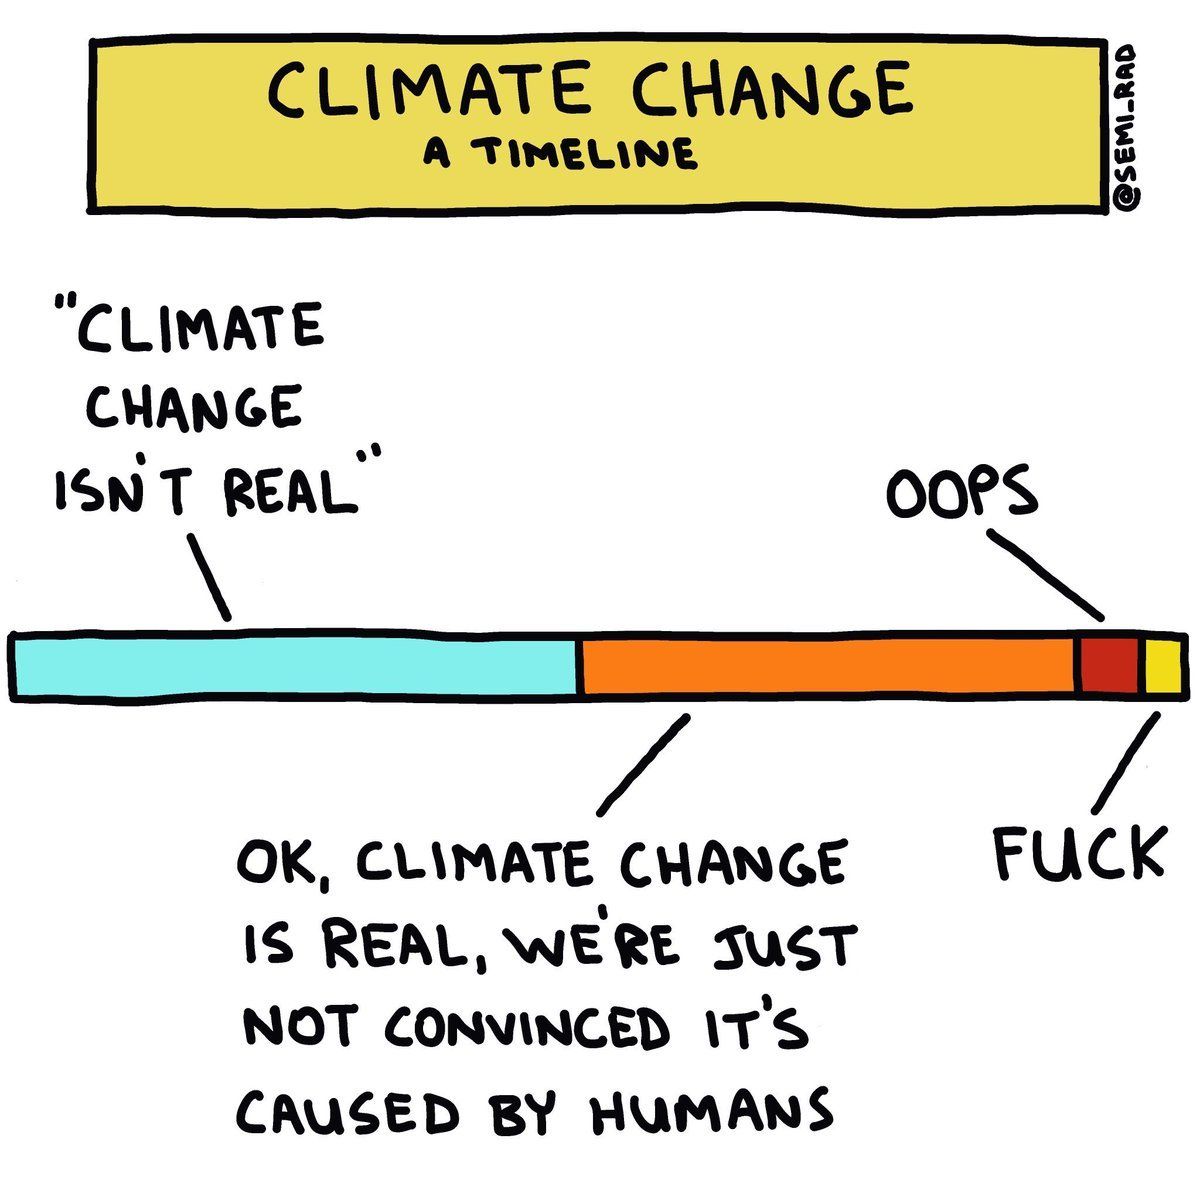 CLIMATE CHANGE
A TIMELINE
@SEMI_RAD
"CLIMATE
CHANGE
ISN'T REAL"
OOPS
OK, CLIMATE CHANGE
IS REAL, WE'RE JUST
NOT CONVINCED IT'S
CAUSED BY HUMANS
FUCK